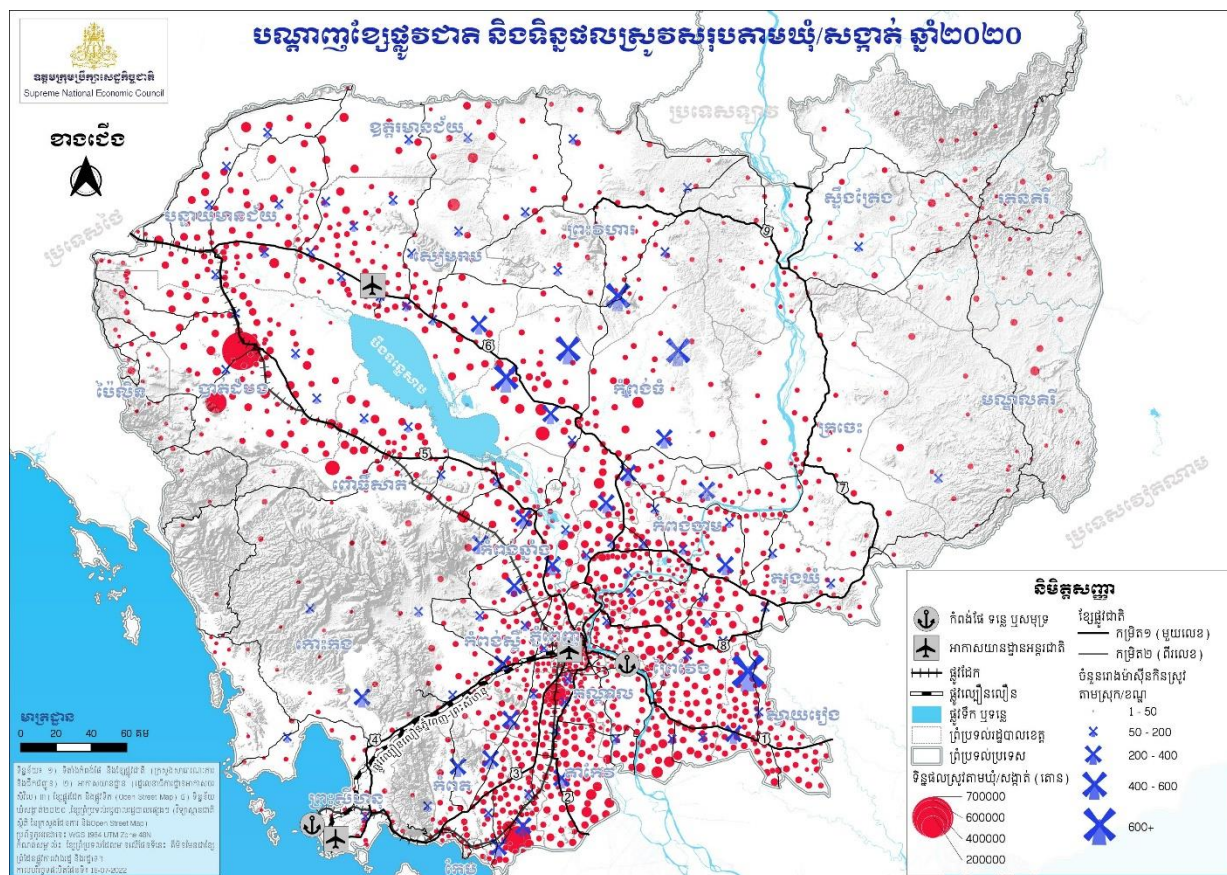 បណ្តាញខ្សែផ្លូវជាតិ និងទិន្នផលស្រូវសរុបតាមឃុំ/សង្កាត់ ឆ្នាំ២០២០
ឧត្តមក្រុមប្រឹក្សាសេដ្ឋកិច្ចជាតិ
Supreme National Economic Council
ខាងជើង
ប្រទេសឡាវ
ប្រទេសថៃ
ប្រទេសវៀតណាម
ឧត្តរមានជ័យ
បន្ទាយមានជ័យ
សៀមរាប
ព្រះវិហារ
ស្ទឹងត្រែង
រតនគិរី
9
6
បឹងទន្លេសាប
ប៉ៃលិន
បាត់ដំបង
កំពង់ធំ
ក្រចេះ
មណ្ឌលគិរី
5
ពោធិ៍សាត់
7
កំពង់ចាម
កំពង់ឆ្នាំង
ត្បូងឃ្មុំ
កោះកុង
កំពង់ស្ពឺ
ភ្នំពេញ
8
ព្រៃវែង
កណ្តាល
ស្វាយរៀង
4
1
3
2
តាកែវ
កំពត
ព្រះសីហនុ
កែប
មាត្រដ្ឋាន
0 20 40 60 គម
និមិត្តសញ្ញា
កំពង់ផែ ទន្លេ ឬសមុទ្រ
អាកាសយានដ្ឋានអន្តរជាតិ
ផ្លូវដែក
ផ្លូវល្បឿនលឿន
ផ្លូវទឹក ឬទន្លេ
ព្រំប្រទល់រដ្ឋបាលខេត្ត
ព្រំប្រទល់ប្រទេស
ទិន្នផលស្រូវតាមឃុំ/សង្កាត់ (តោន)
700000
600000
400000
200000
ខ្សែផ្លូវជាតិ
កម្រិត១ (មួយលេខ)
កម្រិត២ (ពីរលេខ)
ចំនួនរោងម៉ាស៊ីនកិនស្រូវ
តាមស្រុក/ខណ្ឌ
1 - 50
50 - 200
200 - 400
400 - 600
600+